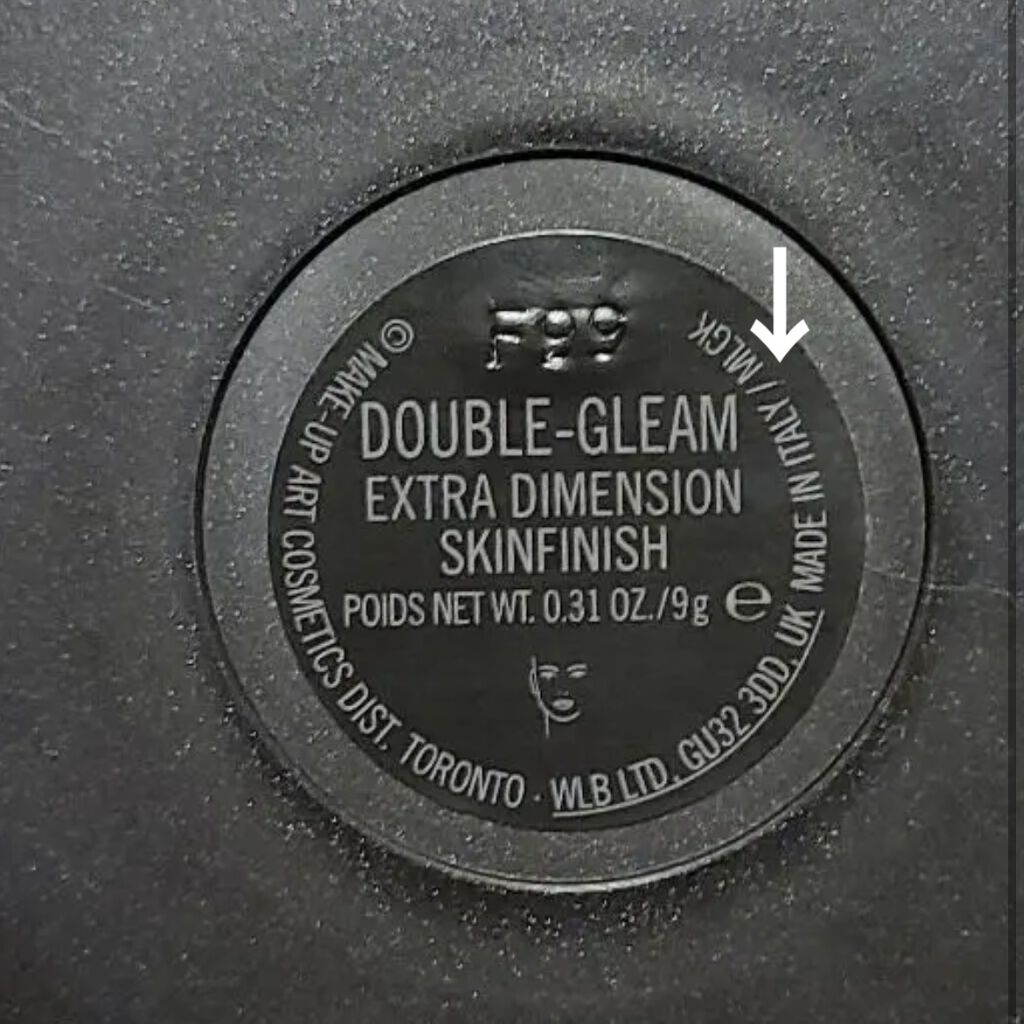 F99
DOUBLE-GLEAM
EXTRA DIMENSION
SKINFINISH
POIDS NET WT. 0.31 OZ./9g e
© MAKE-UP ART COSMETICS DIST. TORONTO · WLB LTD. GU32 3DD, UK MADE IN ITALY / MLGK